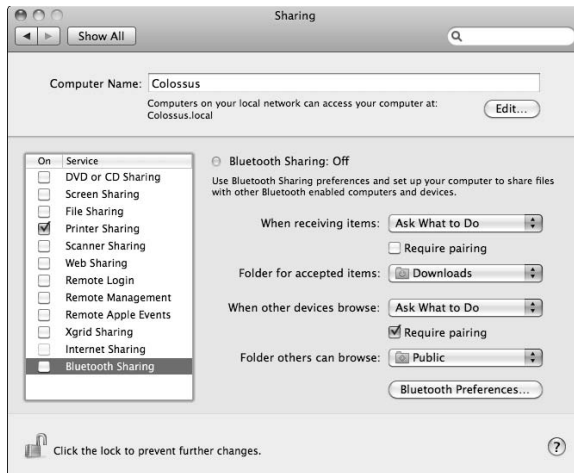 Sharing
Show All
Computer Name: Colossus
Computers on your local network can access your computer at:
Colossus.local
Edit...
On Service
DVD or CD Sharing
Screen Sharing
File Sharing
Printer Sharing
Scanner Sharing
Web Sharing
Remote Login
Remote Management
Remote Apple Events
Xgrid Sharing
Internet Sharing
Bluetooth Sharing
Bluetooth Sharing: Off
Use Bluetooth Sharing preferences and set up your computer to share files
with other Bluetooth enabled computers and devices.
When receiving items: Ask What to Do
Require pairing
Folder for accepted items: Downloads
When other devices browse: Ask What to Do
Require pairing
Folder others can browse: Public
Bluetooth Preferences...
Click the lock to prevent further changes.
?